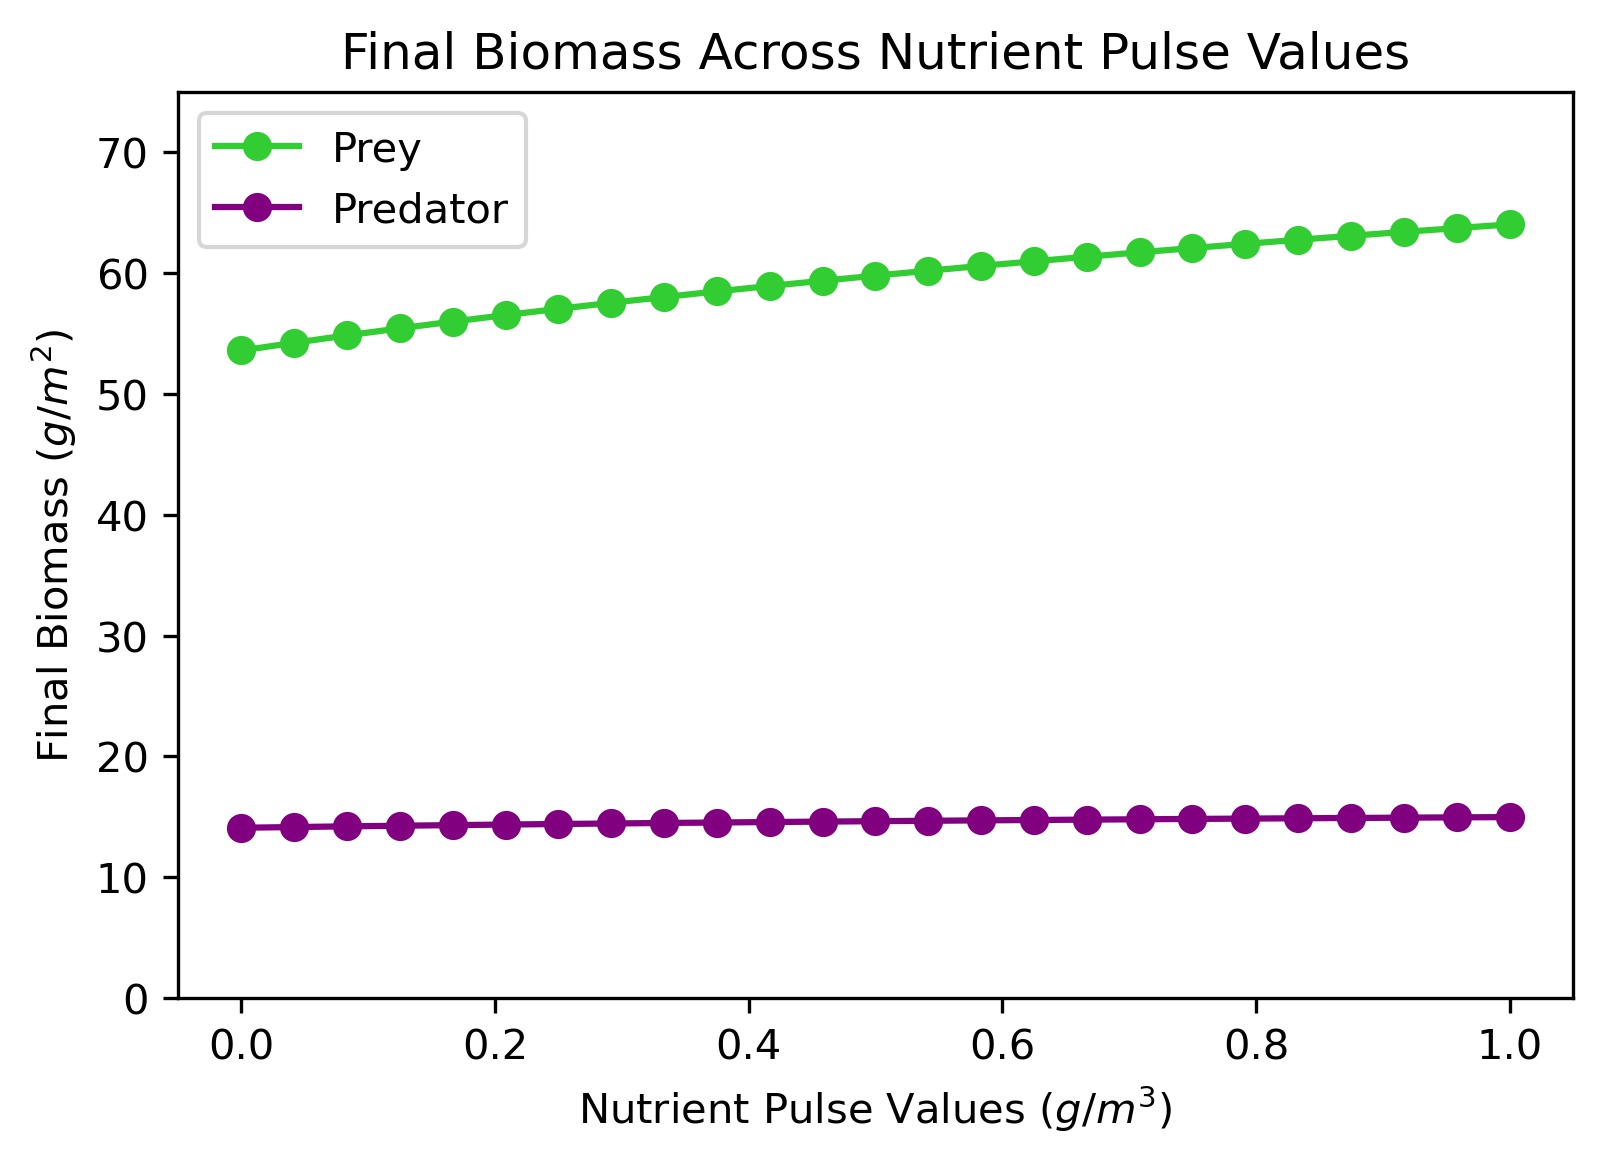 Final Biomass Across Nutrient Pulse Values
Prey
Predator
70
60
50
40
30
20
10
0
Final Biomass (g/m²)
0.0 0.2 0.4 0.6 0.8 1.0
Nutrient Pulse Values (g/m³)